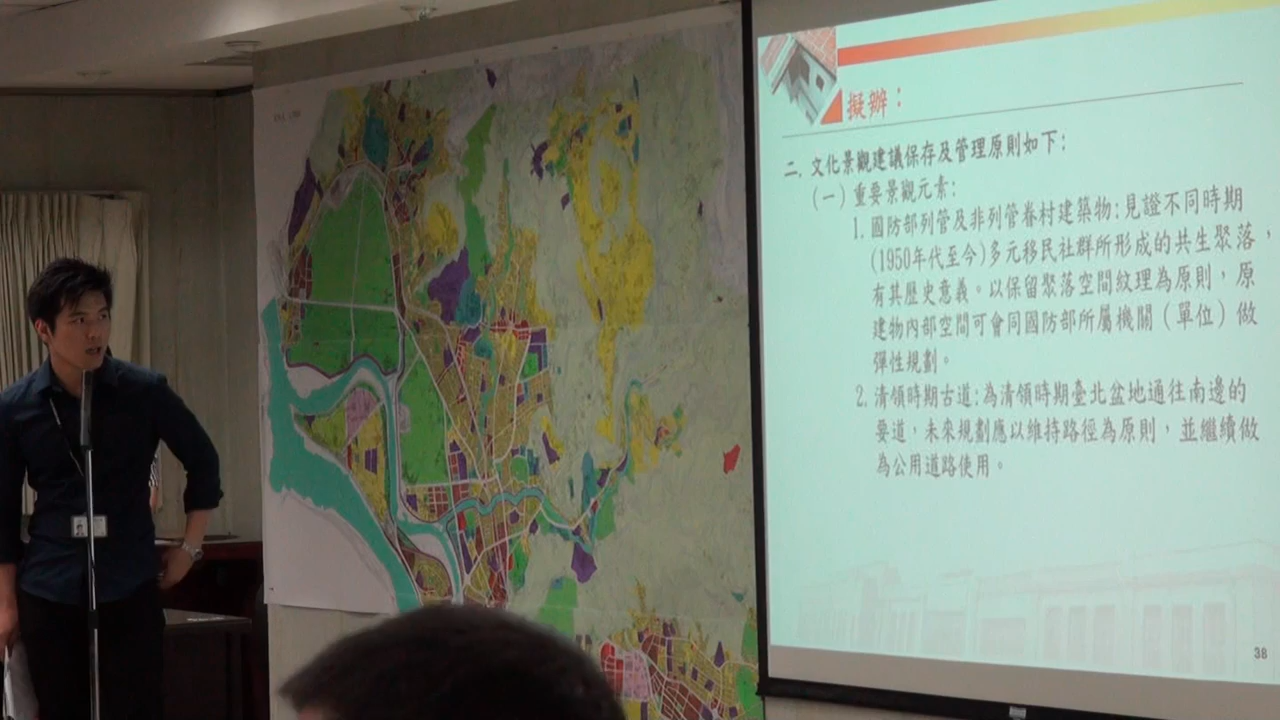 擬辦：
二. 文化景觀建議保存及管理原則如下：
(一) 重要景觀元素：
1. 國防部列管及非列管眷村建築物：見證不同時期
(1950年代至今)多元移民社群所形成的共生聚落，
有其歷史意義。以保留聚落空間紋理為原則，原
建物內部空間可會同國防部所屬機關（單位）做
彈性規劃。
2. 清領時期古道：為清領時期臺北盆地通往南邊的
要道，未來規劃應以維持路徑為原則，並繼續做
為公用道路使用。
38